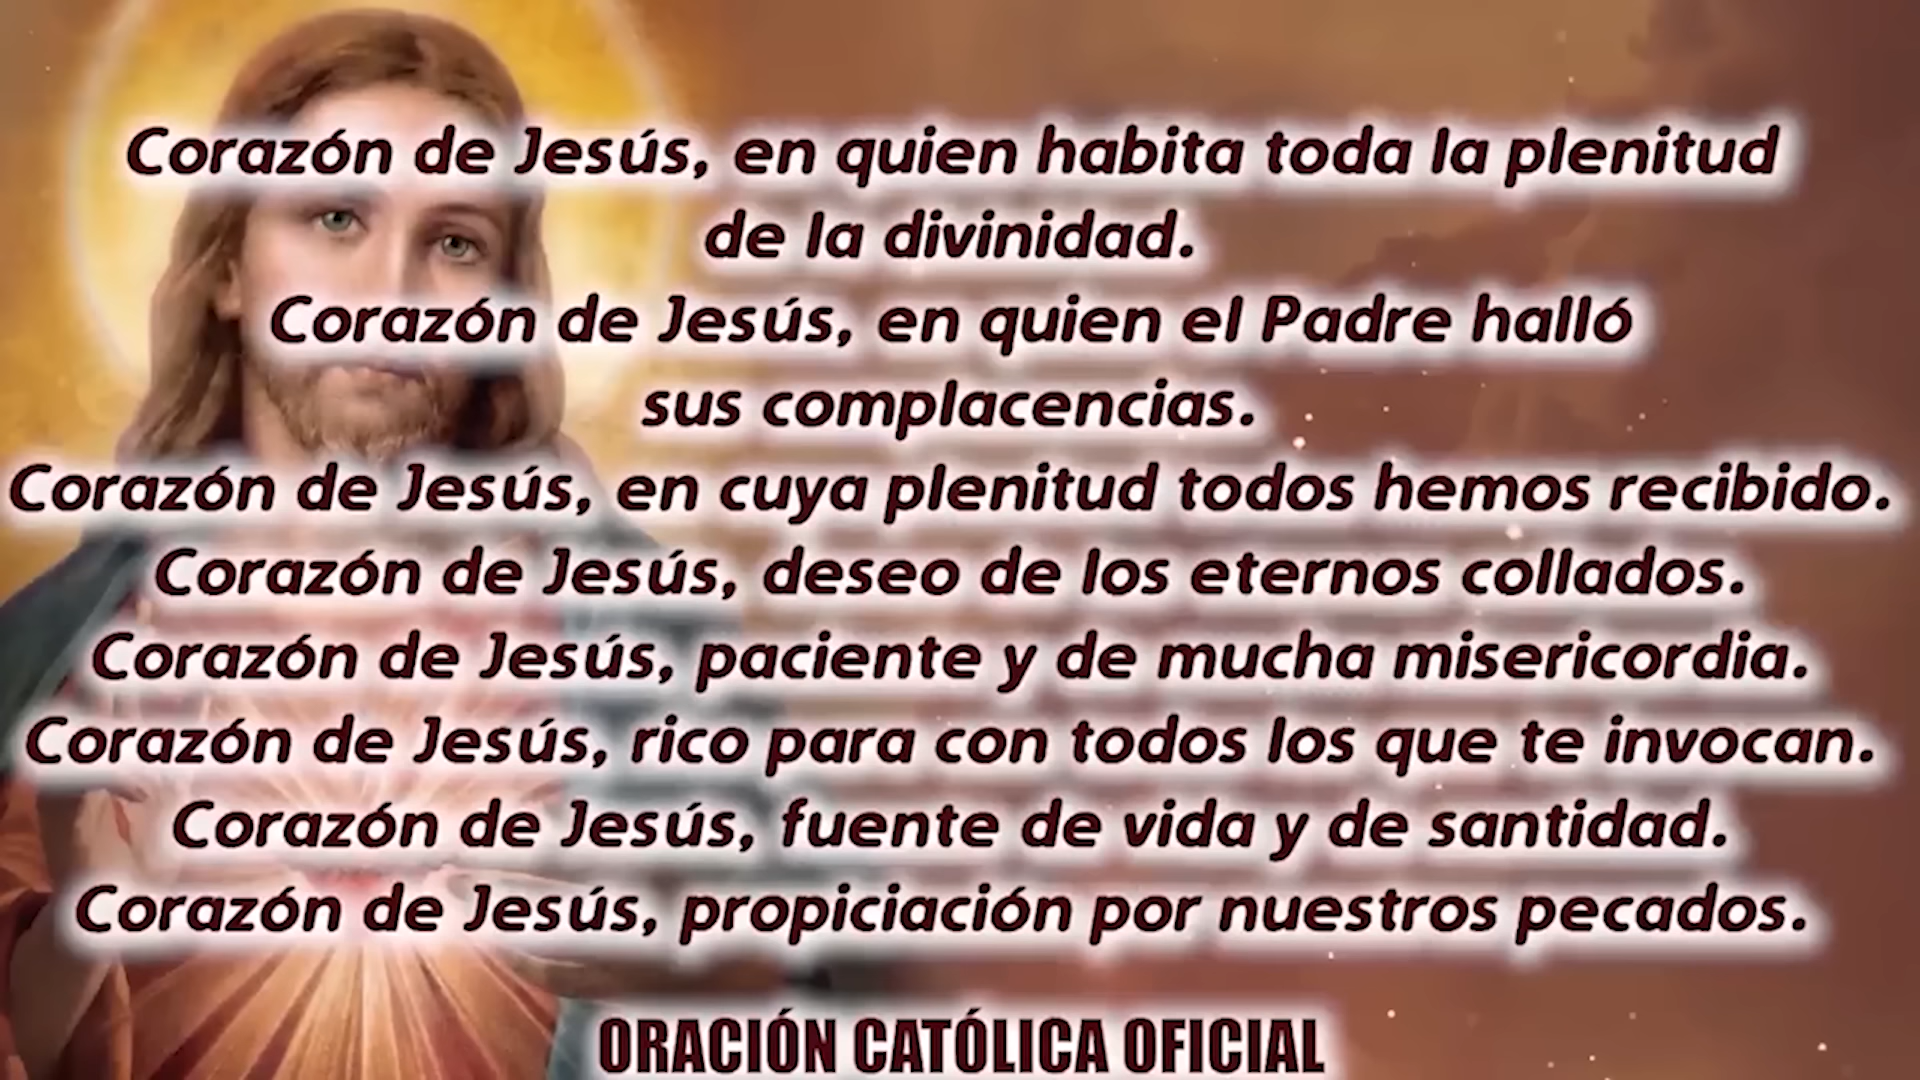 Corazón de Jesús, en quien habita toda la plenitud
de la divinidad.
Corazón de Jesús, en quien el Padre halló
sus complacencias.
Corazón de Jesús, en cuya plenitud todos hemos recibido.
Corazón de Jesús, deseo de los eternos collados.
Corazón de Jesús, paciente y de mucha misericordia.
Corazón de Jesús, rico para con todos los que te invocan.
Corazón de Jesús, fuente de vida y de santidad.
Corazón de Jesús, propiciación por nuestros pecados.
ORACIÓN CATÓLICA OFICIAL